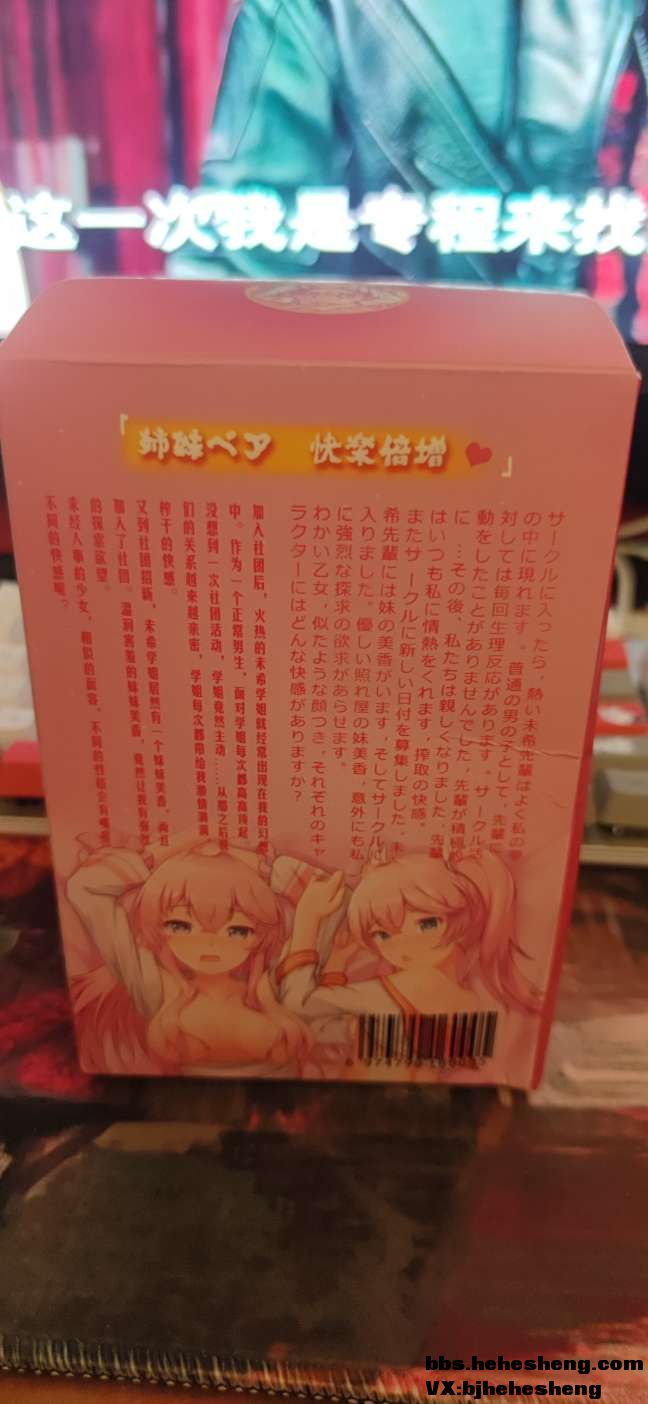 这一次我是专程来找
「姉妹ペア 快楽倍増♥」
サークルに入ったら，熱い未希先輩はよく私の夢
の中に現れます。普通の男の子として，先輩に
対しては毎回生理反応があります。サークル活
動をしたことがありませんでした，先輩が積極的
に …その後，私たちは親しくなりました，先輩
はいつも私に情熱をくれます，搾取の快感。
またサークルに新しい日付を募集しました，未
希先輩には妹の美香がいます，そしてサークルに
入りました。優しい照れ屋の妹美香，意外にも私
に強烈な探求の欲求があらせます。
わかい乙女，似たような顔つき，それぞれのキャ
ラクターにはどんな快感がありますか？
加入社团后，火热的未希学姐就经常出现在我的幻想
中。作为一个正常男生，面对学姐每次都高高顶起。
没想到一次社团活动，学姐竟然主动……从那之后我
们的关系越来越亲密，学姐每次都带给我激情满满
榨干的快感。
又到社团招新，未希学姐居然有一个妹妹美香，而且
加入了社团。温润害羞的妹妹美香，竟然让我有强烈
的探索欲望。
未经人事的少女，相似的面容，不同的性格会有哪些
不同的快感呢？
bbs.hehesheng.com
VX:bjhehesheng